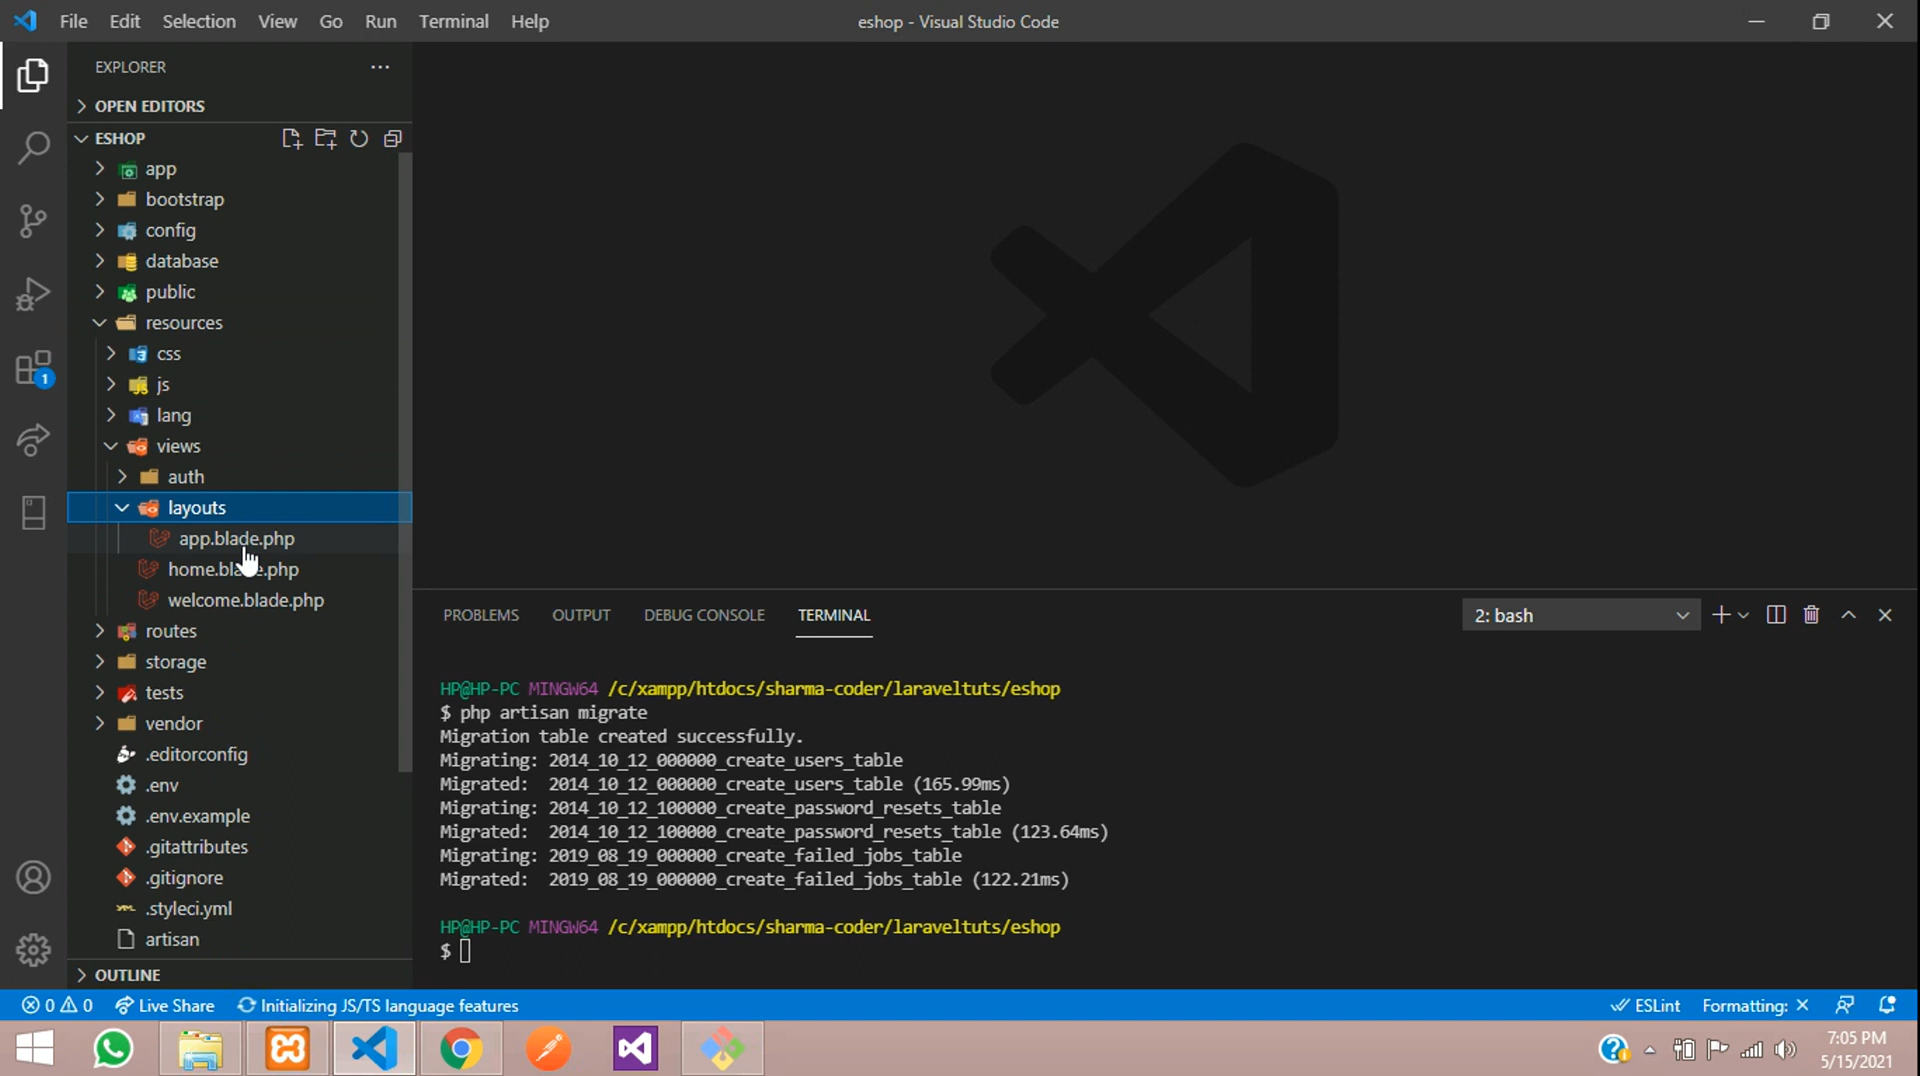 File Edit Selection View Go Run Terminal Help
eshop - Visual Studio Code
EXPLORER
OPEN EDITORS
ESHOP
app
bootstrap
config
database
public
resources
css
js
lang
views
auth
layouts
app.blade.php
home.blade.php
welcome.blade.php
routes
storage
tests
vendor
.editorconfig
.env
.env.example
.gitattributes
.gitignore
.styleci.yml
artisan
OUTLINE
1
PROBLEMS OUTPUT DEBUG CONSOLE TERMINAL
2: bash
HP@HP-PC MINGW64 /c/xampp/htdocs/sharma-coder/laraveltuts/eshop
$ php artisan migrate
Migration table created successfully.
Migrating: 2014_10_12_000000_create_users_table
Migrated:  2014_10_12_000000_create_users_table (165.99ms)
Migrating: 2014_10_12_100000_create_password_resets_table
Migrated:  2014_10_12_100000_create_password_resets_table (123.64ms)
Migrating: 2019_08_19_000000_create_failed_jobs_table
Migrated:  2019_08_19_000000_create_failed_jobs_table (122.21ms)
HP@HP-PC MINGW64 /c/xampp/htdocs/sharma-coder/laraveltuts/eshop
$
0 0 Live Share Initializing JS/TS language features
ESLint Formatting:
7:05 PM
5/15/2021